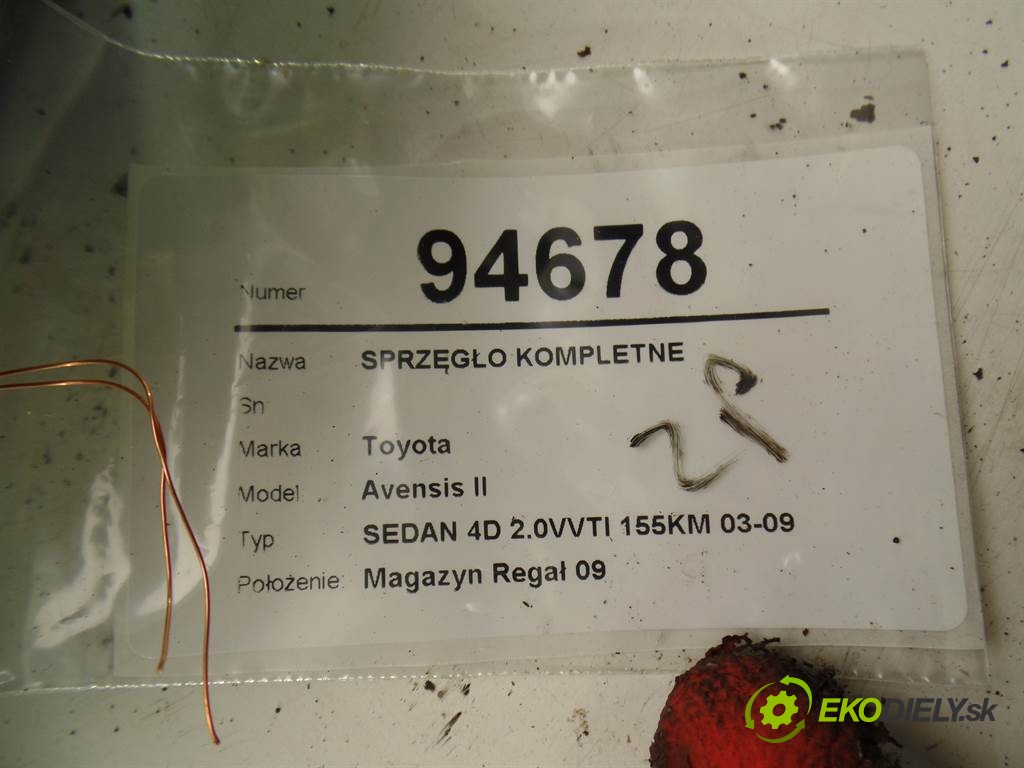 Numer 94678
Nazwa SPRZĘGŁO KOMPLETNE
Sn
Marka Toyota
Model Avensis II
Typ SEDAN 4D 2.0VVTI 155KM 03-09
Położenie: Magazyn Regał 09
EKODIELY.sk